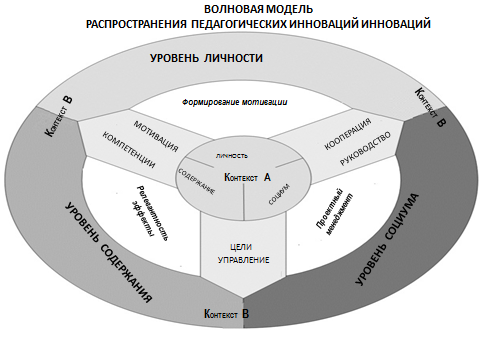 ВОЛНОВАЯ МОДЕЛЬ
РАСПРОСТРАНЕНИЯ ПЕДАГОГИЧЕСКИХ ИННОВАЦИЙ ИННОВАЦИЙ
УРОВЕНЬ ЛИЧНОСТИ
Контекст В
Формирование мотивации
Контекст В
МОТИВАЦИЯ
КОМПЕТЕНЦИИ
КООПЕРАЦИЯ
РУКОВОДСТВО
ЛИЧНОСТЬ
СОДЕРЖАНИЕ
Контекст А
СОЦИУМ
Релевантность
эффекты
Проектный
менеджмент
ЦЕЛИ
УПРАВЛЕНИЕ
УРОВЕНЬ СОДЕРЖАНИЯ
УРОВЕНЬ СОЦИУМА
Контекст В